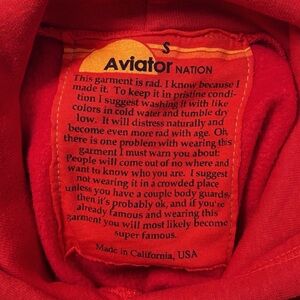 S
Aviator NATION
This garment is rad. I know because I
made it. To keep it in pristine condi-
tion I suggest washing it with like
colors in cold water and tumble dry
low. It will distress naturally and
become even more rad with age. Oh,
there is one problem with wearing this
garment I must warn you about:
People will come out of no where and
want to know who you are. I suggest
not wearing it in a crowded place
unless you have a couple body guards,
then it's probably ok, and if you're
already famous and wearing this
garment you will most likely become
super famous.
Made in California, USA